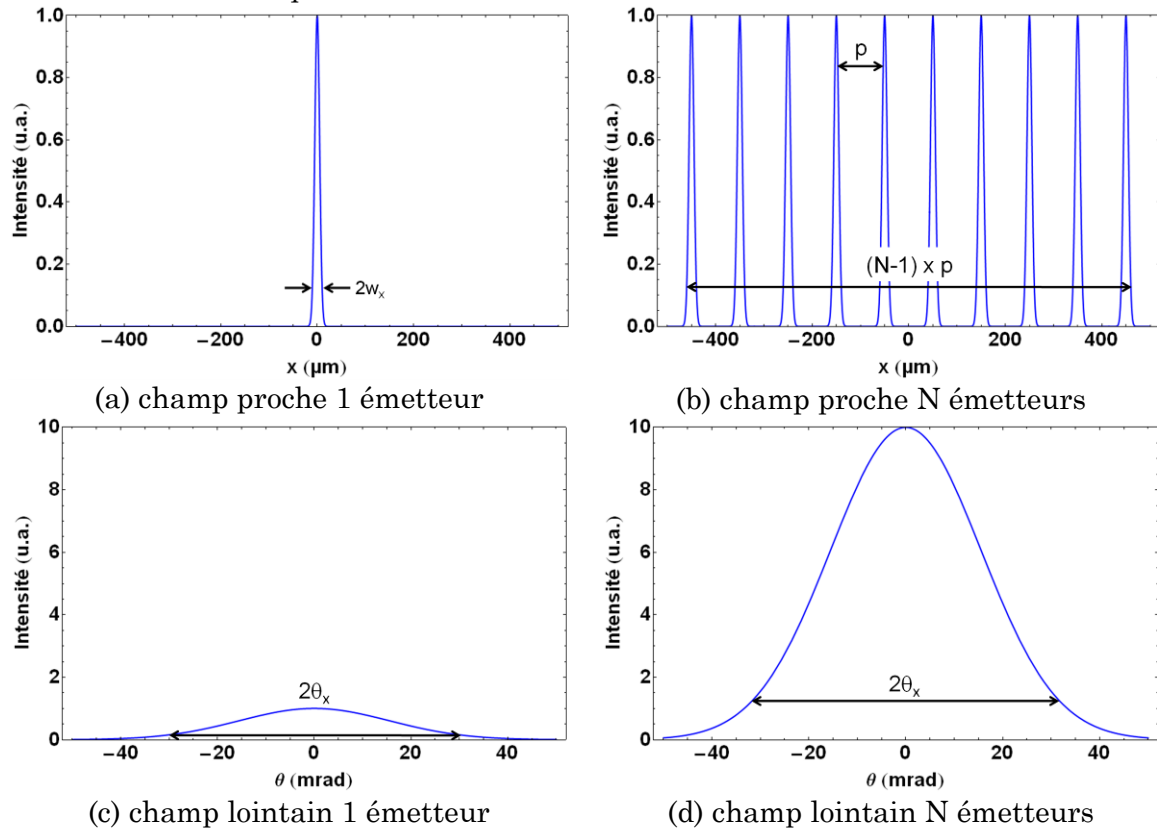 1.0
0.8
0.6
0.4
0.2
0.0
Intensité (u.a.)
2wₓ
−400 −200 0 200 400
x (µm)
(a) champ proche 1 émetteur
1.0
0.8
0.6
0.4
0.2
0.0
Intensité (u.a.)
p
(N-1) x p
−400 −200 0 200 400
x (µm)
(b) champ proche N émetteurs
10
8
6
4
2
0
Intensité (u.a.)
2θₓ
−40 −20 0 20 40
θ (mrad)
(c) champ lointain 1 émetteur
10
8
6
4
2
0
Intensité (u.a.)
2θₓ
−40 −20 0 20 40
θ (mrad)
(d) champ lointain N émetteurs